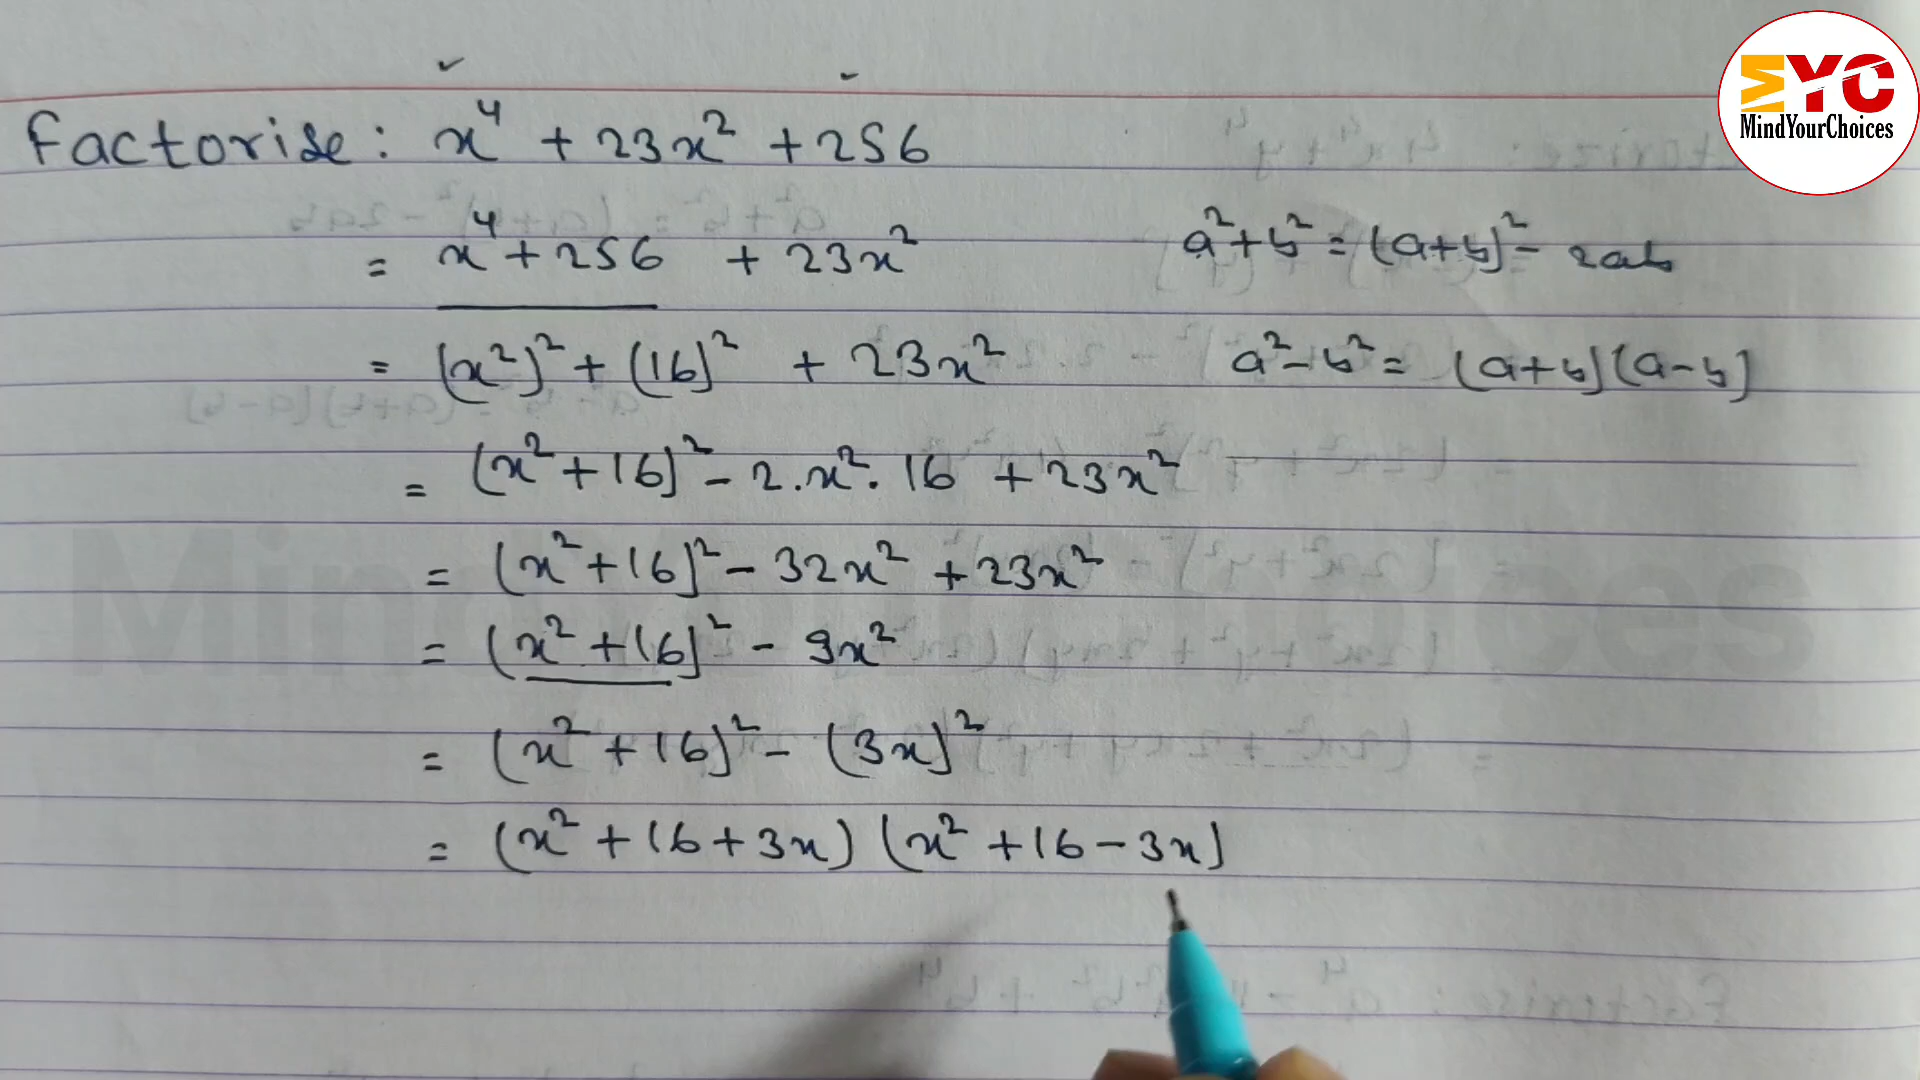 MYC
MindYourChoices
Factorise: x⁴ + 23x² + 256
= x⁴ + 256 + 23x²
a² + b² = (a+b)² - 2ab
= (x²)² + (16)² + 23x²
a² - b² = (a+b)(a-b)
= (x² + 16)² - 2.x². 16 + 23x²
= (x² + 16)² - 32x² + 23x²
= (x² + 16)² - 9x²
= (x² + 16)² - (3x)²
= (x² + 16 + 3x) (x² + 16 - 3x)
MindYourChoices